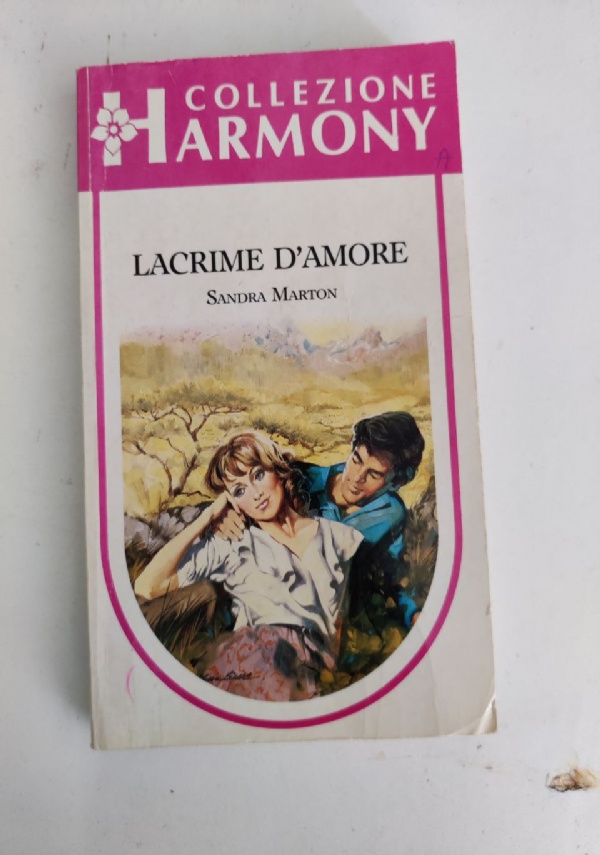 COLLEZIONE
HARMONY
A
LACRIME D'AMORE
SANDRA MARTON